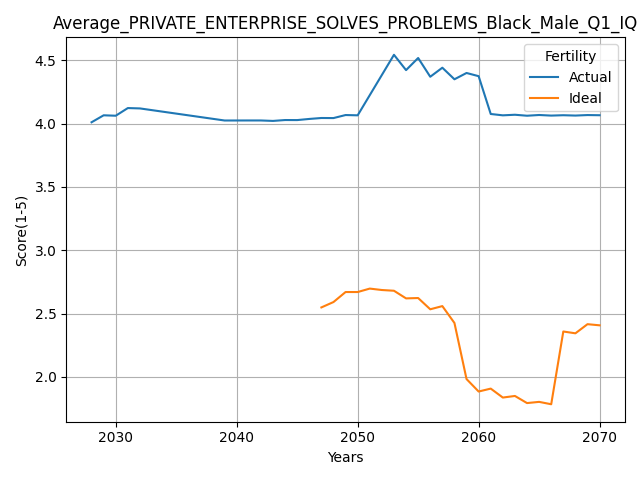 Average_PRIVATE_ENTERPRISE_SOLVES_PROBLEMS_Black_Male_Q1_IQ
Fertility
Actual
Ideal
4.5
4.0
3.5
3.0
2.5
2.0
Score(1-5)
2030 2040 2050 2060 2070
Years